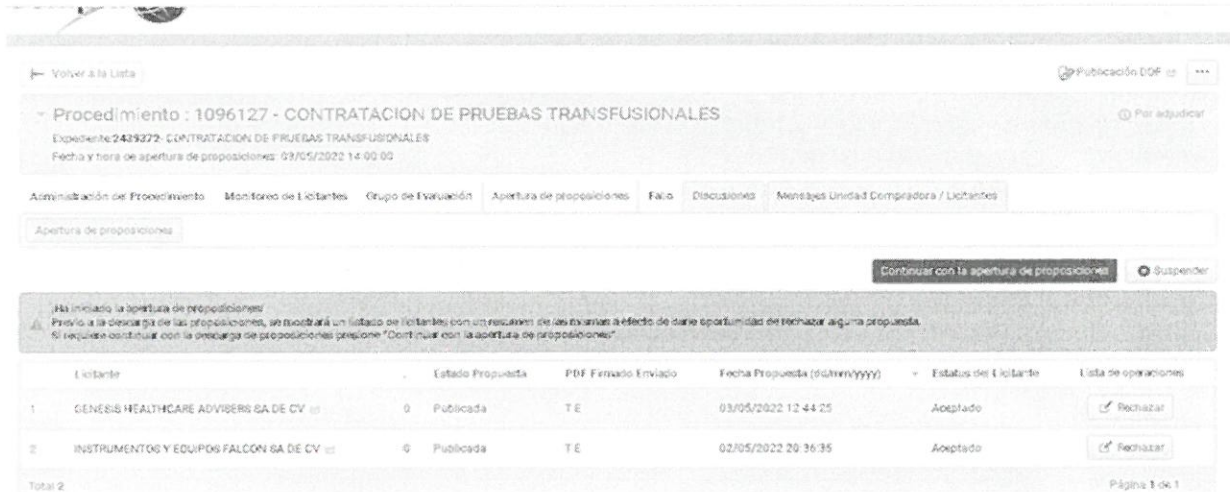 Volver a la Lista
Publicación DOF
Procedimiento : 1096127 - CONTRATACION DE PRUEBAS TRANSFUSIONALES
Por adjudicar
Expediente:2439372- CONTRATACION DE PRUEBAS TRANSFUSIONALES
Fecha y hora de apertura de proposiciones: 03/05/2022 14:00:00
Administración del Procedimiento Monitoreo de Licitantes Grupo de Evaluación Apertura de proposiciones Fallo Discusiones Mensajes Unidad Compradora / Licitantes
Apertura de proposiciones
Continuar con la apertura de proposiciones Suspender
¡Ha iniciado la apertura de proposiciones!
Previo a la descarga de las proposiciones, se mostrará un listado de licitantes con un resumen de las mismas a efecto de darle oportunidad de rechazar alguna propuesta.
Si requiere continuar con la descarga de proposiciones presione "Continuar con la apertura de proposiciones"
Licitante Estado Propuesta PDF Firmado Enviado Fecha Propuesta (dd/mm/yyyy) Estatus del Licitante Lista de operaciones
1 GENESIS HEALTHCARE ADVISERS SA DE CV 0 Publicada T E 03/05/2022 12:44:25 Aceptado Rechazar
2 INSTRUMENTOS Y EQUIPOS FALCON SA DE CV 0 Publicada T E 02/05/2022 20:36:35 Aceptado Rechazar
Total 2
Página 1 de 1